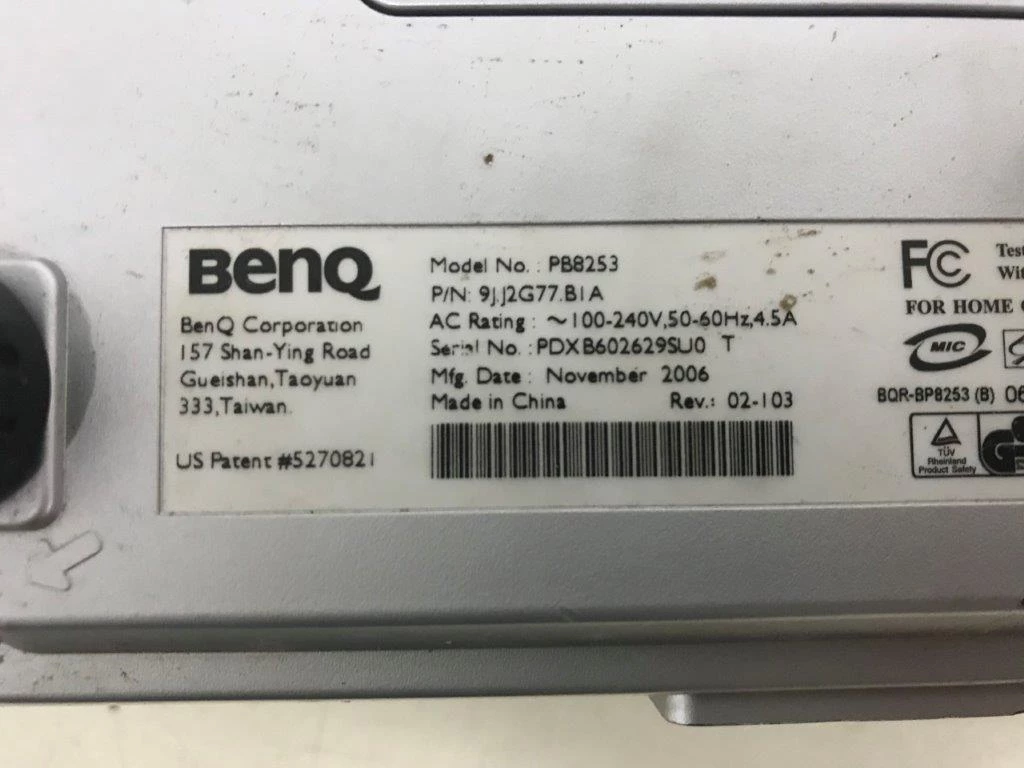 BenQ
BenQ Corporation
157 Shan-Ying Road
Gueishan,Taoyuan
333,Taiwan.
US Patent #5270821
Model No. : PB8253
P/N: 9J.J2G77.B1A
AC Rating : ~100-240V,50-60Hz,4.5A
Serial No. : PDXB602629SU0 T
Mfg. Date : November 2006
Made in China Rev.: 02-103
FC
FOR HOME
MIC
BQR-BP8253 (B) 06
TÜV
Rheinland
Product Safety